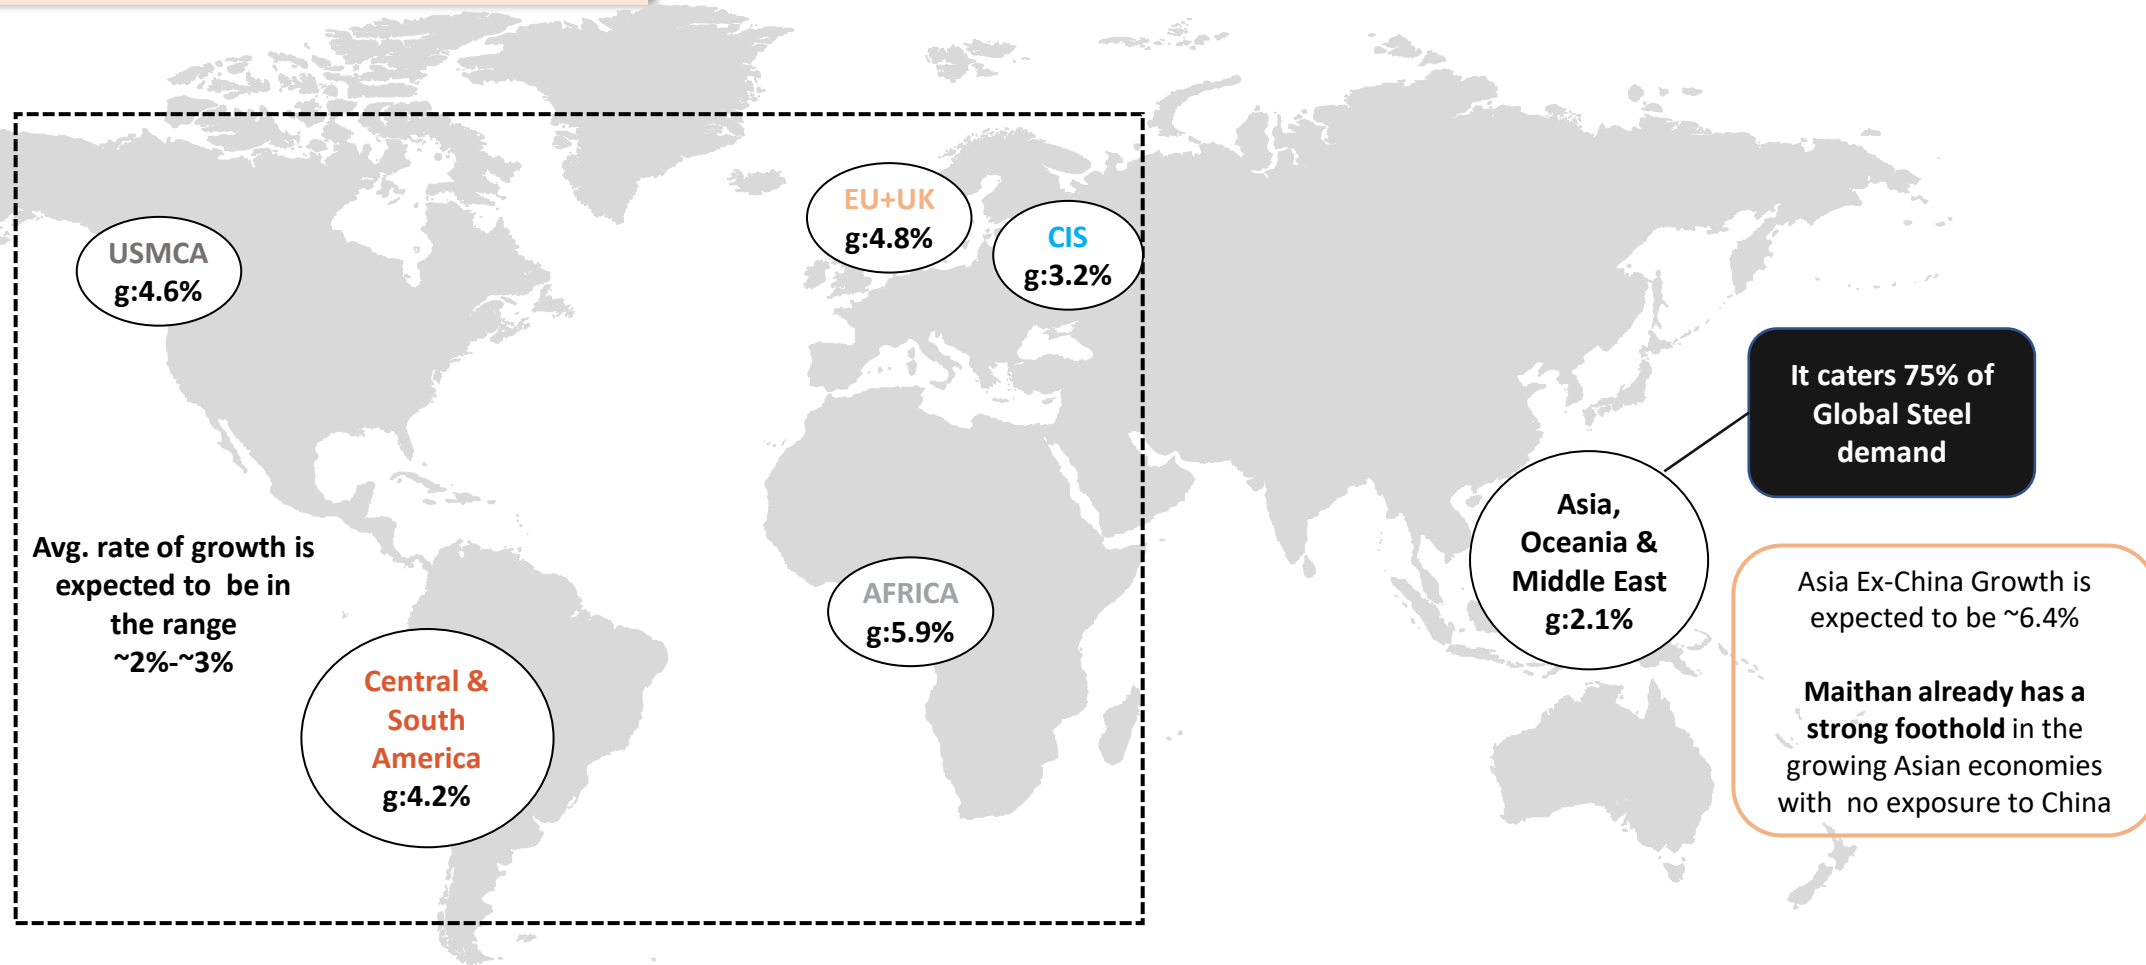 EU+UK
g:4.8%
CIS
g:3.2%
USMCA
g:4.6%
It caters 75% of
Global Steel
demand
Asia,
Oceania &
Middle East
g:2.1%
Avg. rate of growth is
expected to be in
the range
~2%-~3%
AFRICA
g:5.9%
Central &
South
America
g:4.2%
Asia Ex-China Growth is
expected to be ~6.4%
Maithan already has a
strong foothold in the
growing Asian economies
with no exposure to China